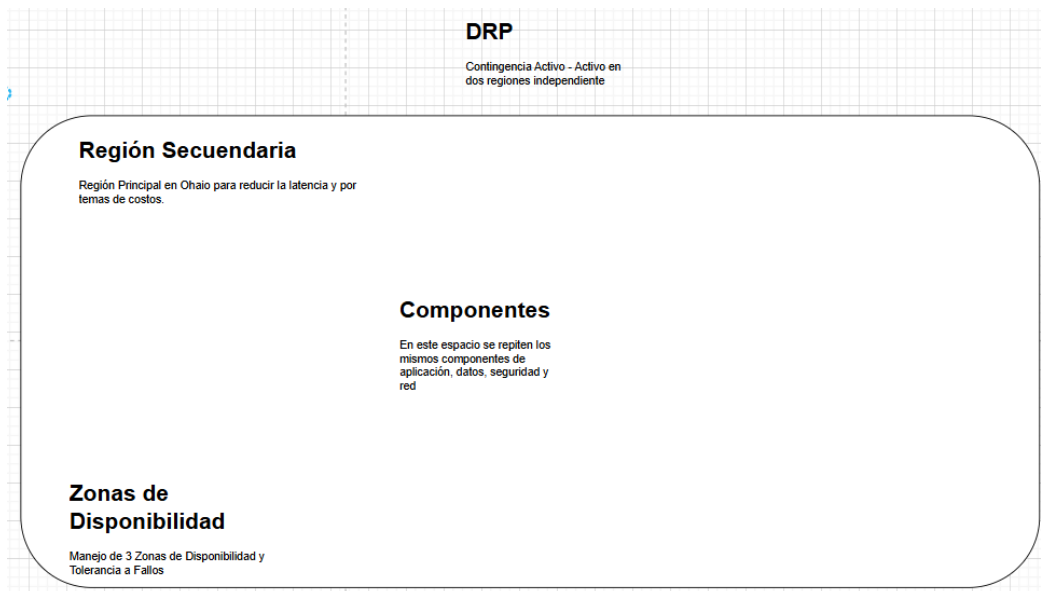 DRP
Contingencia Activo - Activo en
dos regiones independiente
Región Secuendaria
Región Principal en Ohaio para reducir la latencia y por
temas de costos.
Componentes
En este espacio se repiten los
mismos componentes de
aplicación, datos, seguridad y
red
Zonas de
Disponibilidad
Manejo de 3 Zonas de Disponibilidad y
Tolerancia a Fallos